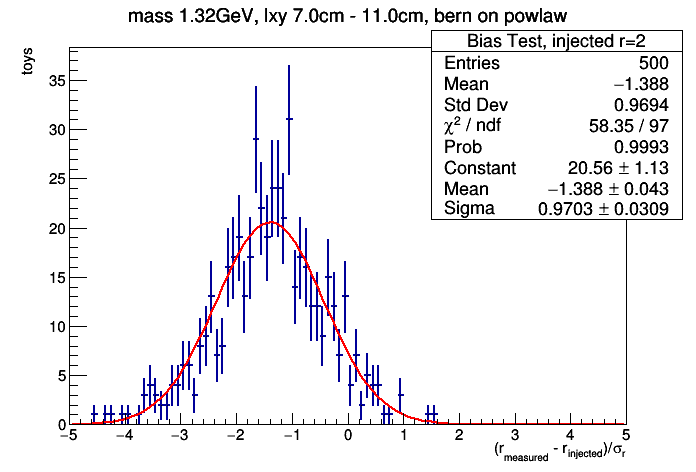 mass 1.32GeV, lxy 7.0cm - 11.0cm, bern on powlaw
toys
Bias Test, injected r=2
Entries 500
Mean −1.388
Std Dev 0.9694
χ² / ndf 58.35 / 97
Prob 0.9993
Constant 20.56 ± 1.13
Mean −1.388 ± 0.043
Sigma 0.9703 ± 0.0309
35
30
25
20
15
10
5
0
−5 −4 −3 −2 −1 0 1 2 3 4 5
(r_measured - r_injected)/σ_r